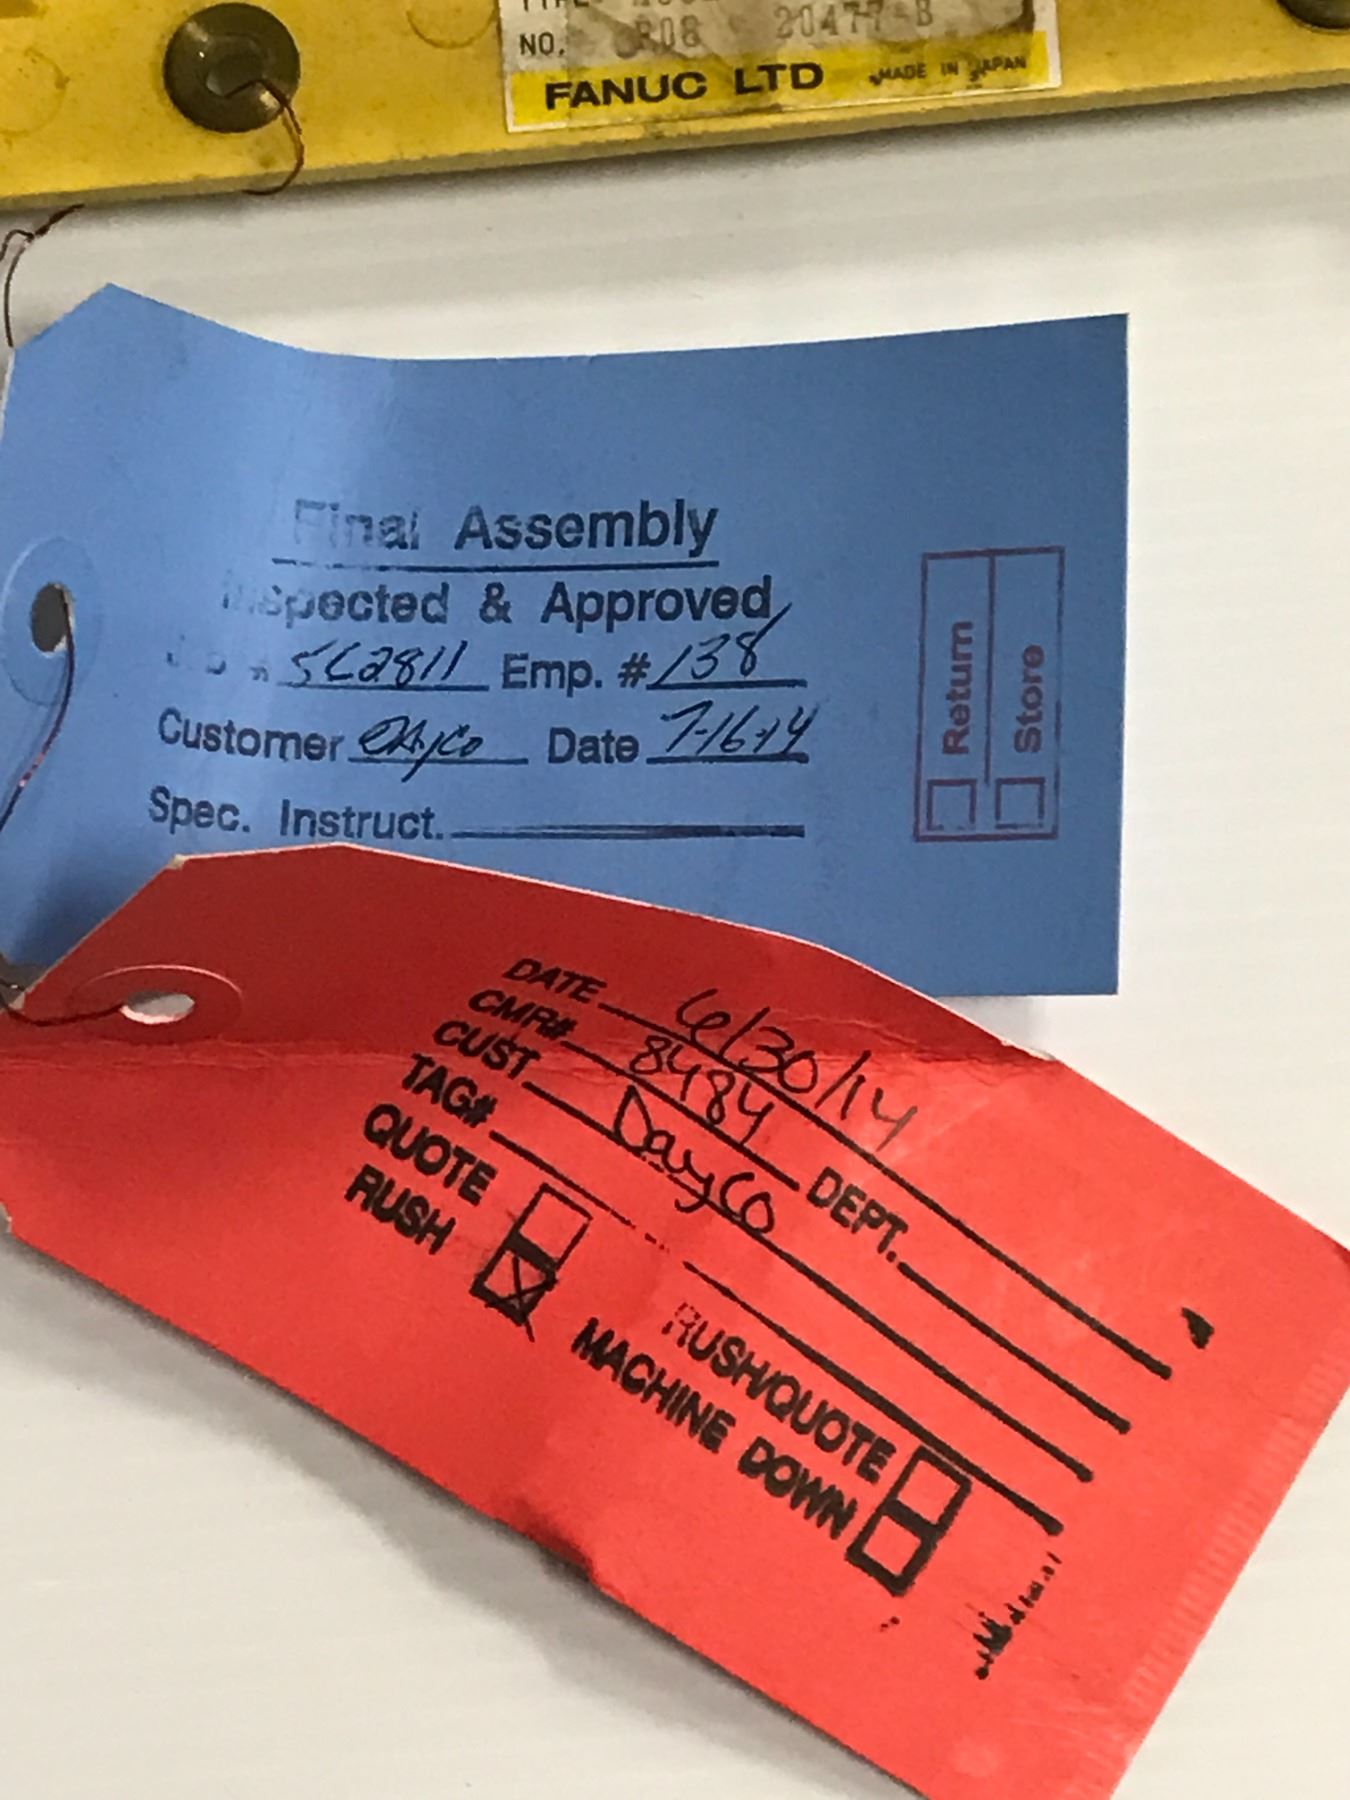 NO. R08 20477-B
FANUC LTD MADE IN JAPAN
Final Assembly
Inspected & Approved
5C2811 Emp. # 138
Customer Dayco Date 7-16-14
Spec. Instruct.
Return
Store
DATE 6/30/14
CMR# 8484 DEPT.
CUST Dayco
TAG#
QUOTE RUSH/QUOTE
RUSH MACHINE DOWN